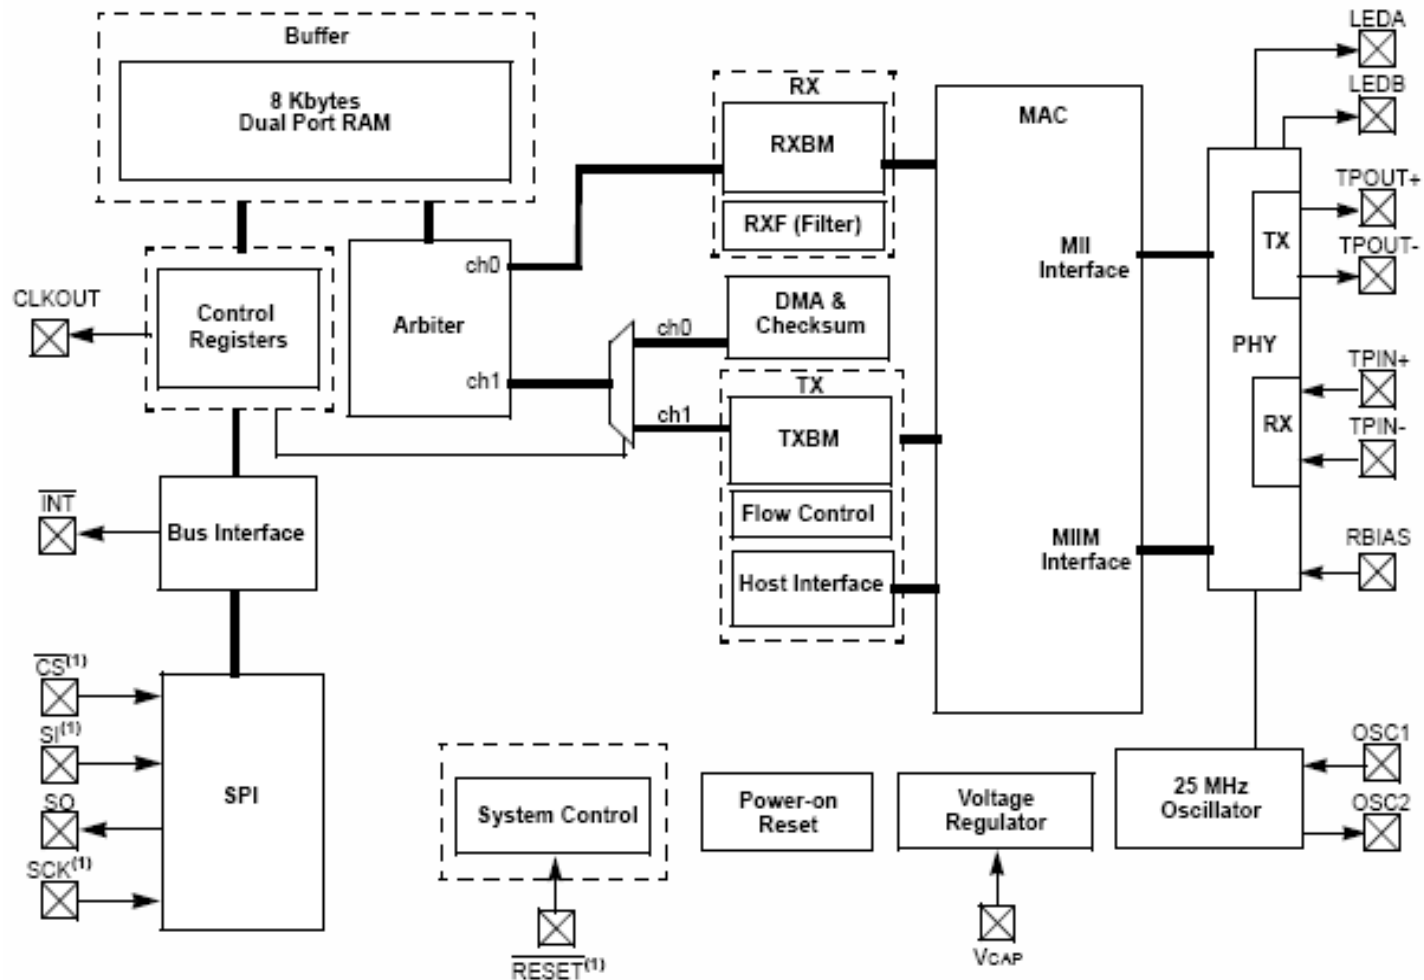 LEDA
Buffer
8 Kbytes
Dual Port RAM
RX
RXBM
RXF (Filter)
MAC
LEDB
TPOUT+
TX
TPOUT-
MII
Interface
PHY
TPIN+
RX
TPIN-
CLKOUT
Control
Registers
ch0
Arbiter
ch1
ch0
DMA &
Checksum
TX
ch1
TXBM
Flow Control
Host Interface
MIIM
Interface
RBIAS
INT
Bus Interface
CS(1)
SI(1)
SO
SCK(1)
SPI
System Control
RESET(1)
Power-on
Reset
Voltage
Regulator
VCAP
25 MHz
Oscillator
OSC1
OSC2